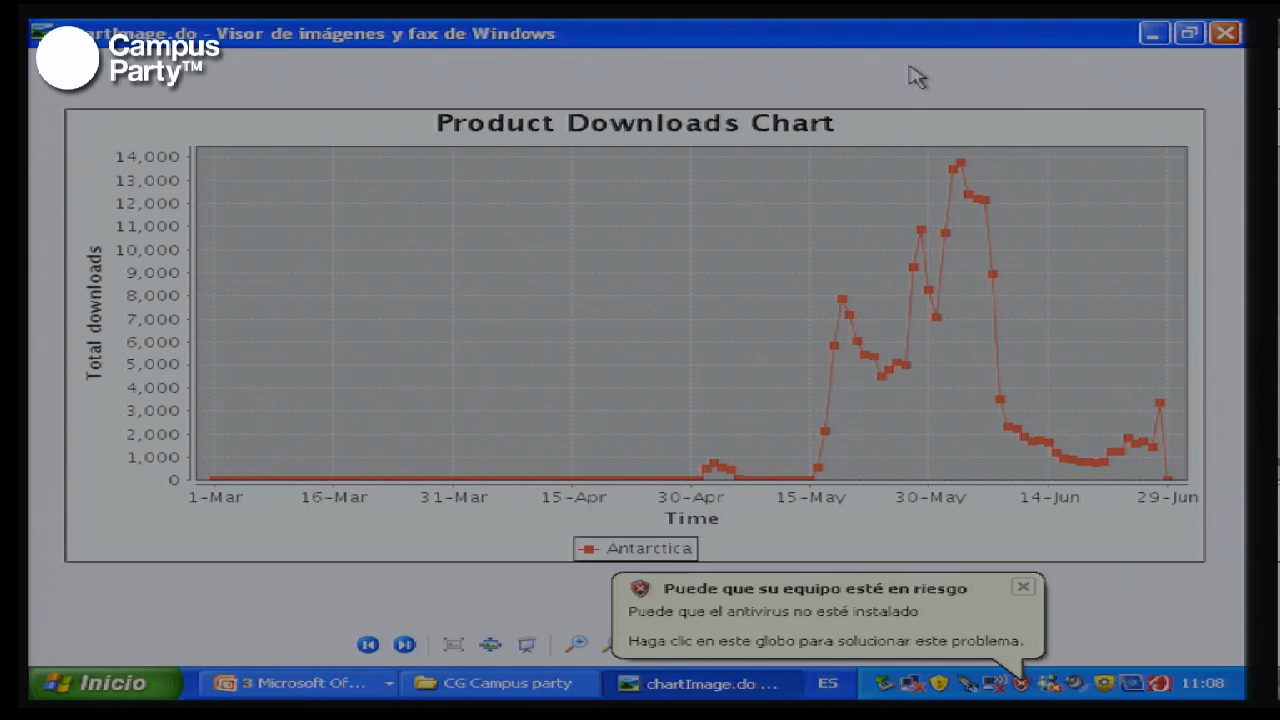 chartImage.do - Visor de imágenes y fax de Windows
Campus
Party™
Product Downloads Chart
Total downloads
14,000
13,000
12,000
11,000
10,000
9,000
8,000
7,000
6,000
5,000
4,000
3,000
2,000
1,000
0
1-Mar 16-Mar 31-Mar 15-Apr 30-Apr 15-May 30-May 14-Jun 29-Jun
Time
Antarctica
Puede que su equipo esté en riesgo
Puede que el antivirus no esté instalado
Haga clic en este globo para solucionar este problema.
Inicio 3 Microsoft Of... CG Campus party chartImage.do ... ES 11:08